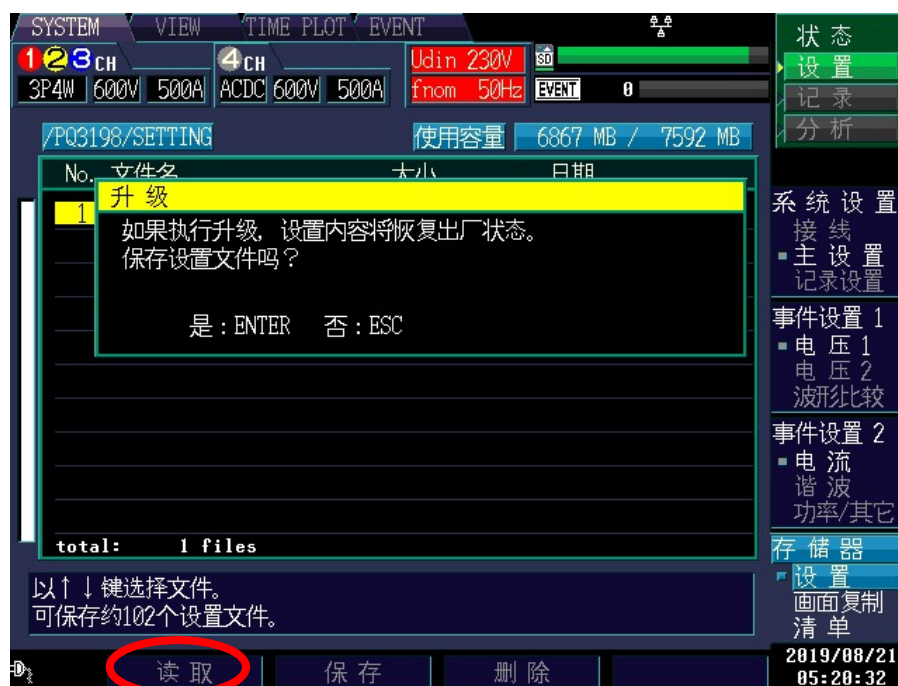 SYSTEM VIEW TIME PLOT EVENT
123CH 4CH Udin 230V SD
3P4W 600V 500A ACDC 600V 500A fnom 50Hz EVENT 0
/PQ3198/SETTING 使用容量 6867 MB / 7592 MB
No. 文件名 大小 日期
1
升 级
如果执行升级, 设置内容将恢复出厂状态。
保存设置文件吗?
是:ENTER 否:ESC
total: 1 files
以↑↓键选择文件。
可保存约102个设置文件。
读 取 保 存 删 除
状 态
设 置
记 录
分 析
系 统 设 置
接 线
主 设 置
记录设置
事件设置 1
电 压 1
电 压 2
波形比较
事件设置 2
电 流
谐 波
功率/其它
存 储 器
设 置
画面复制
清 单
2019/08/21
05:20:32